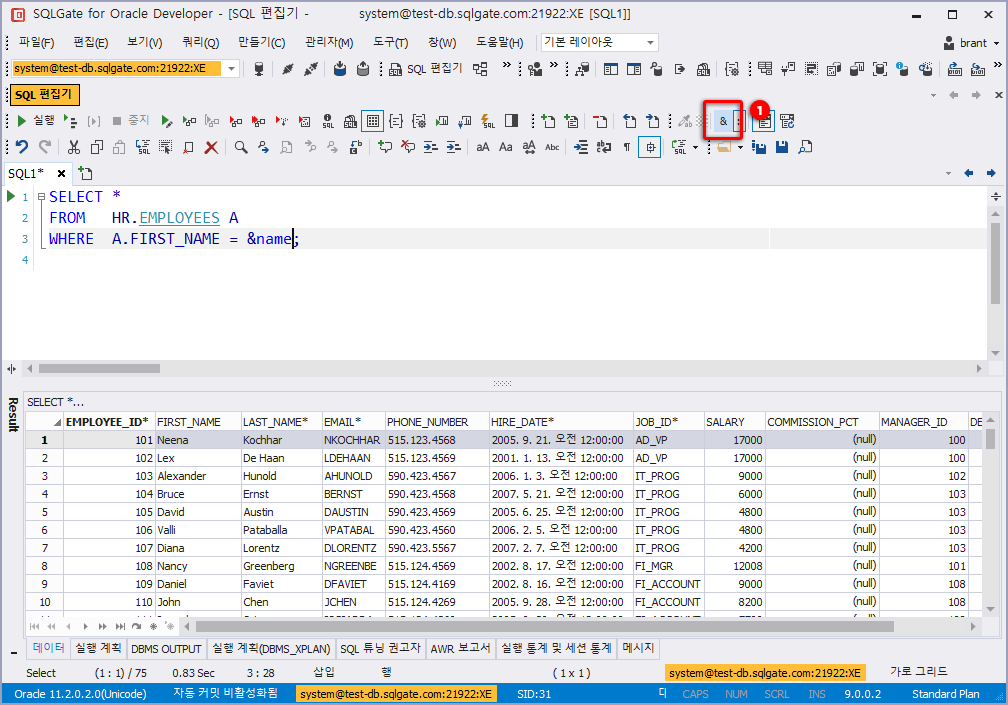 SQLGate for Oracle Developer - [SQL 편집기 - system@test-db.sqlgate.com:21922:XE [SQL1]]
파일(F) 편집(E) 보기(V) 쿼리(Q) 만들기(C) 관리자(M) 도구(T) 창(W) 도움말(H) 기본 레이아웃 brant
system@test-db.sqlgate.com:21922:XE SQL 편집기
SQL 편집기
실행 중지 & 1
aA Aa Abc
SQL1*
1 SELECT *
2 FROM HR.EMPLOYEES A
3 WHERE A.FIRST_NAME = &name;
4
Result
SELECT *...
EMPLOYEE_ID* FIRST_NAME LAST_NAME* EMAIL* PHONE_NUMBER HIRE_DATE* JOB_ID* SALARY COMMISSION_PCT MANAGER_ID DE
1 101 Neena Kochhar NKOCHHAR 515.123.4568 2005. 9. 21. 오전 12:00:00 AD_VP 17000 (null) 100
2 102 Lex De Haan LDEHAAN 515.123.4569 2001. 1. 13. 오전 12:00:00 AD_VP 17000 (null) 100
3 103 Alexander Hunold AHUNOLD 590.423.4567 2006. 1. 3. 오전 12:00:00 IT_PROG 9000 (null) 102
4 104 Bruce Ernst BERNST 590.423.4568 2007. 5. 21. 오전 12:00:00 IT_PROG 6000 (null) 103
5 105 David Austin DAUSTIN 590.423.4569 2005. 6. 25. 오전 12:00:00 IT_PROG 4800 (null) 103
6 106 Valli Pataballa VPATABAL 590.423.4560 2006. 2. 5. 오전 12:00:00 IT_PROG 4800 (null) 103
7 107 Diana Lorentz DLORENTZ 590.423.5567 2007. 2. 7. 오전 12:00:00 IT_PROG 4200 (null) 103
8 108 Nancy Greenberg NGREENBE 515.124.4569 2002. 8. 17. 오전 12:00:00 FI_MGR 12008 (null) 101
9 109 Daniel Faviet DFAVIET 515.124.4169 2002. 8. 16. 오전 12:00:00 FI_ACCOUNT 9000 (null) 108
10 110 John Chen JCHEN 515.124.4269 2005. 9. 28. 오전 12:00:00 FI_ACCOUNT 8200 (null) 108
데이터 실행 계획 DBMS OUTPUT 실행 계획(DBMS_XPLAN) SQL 튜닝 권고자 AWR 보고서 실행 통계 및 세션 통계 메시지
Select (1 : 1) / 75 0.83 Sec 3 : 28 삽입 행 ( 1 x 1 ) system@test-db.sqlgate.com:21922:XE 가로 그리드
Oracle 11.2.0.2.0(Unicode) 자동 커밋 비활성화됨 system@test-db.sqlgate.com:21922:XE SID:31 CAPS NUM SCRL INS 9.0.0.2 Standard Plan